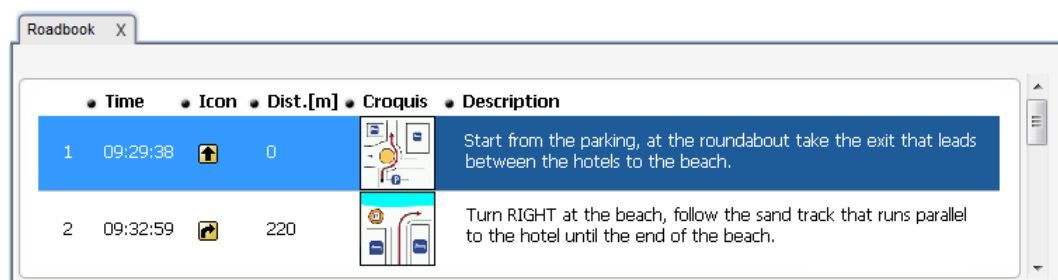 Roadbook X
Time Icon Dist.[m] Croquis Description
1 09:29:38 0 Start from the parking, at the roundabout take the exit that leads
between the hotels to the beach.
2 09:32:59 220 Turn RIGHT at the beach, follow the sand track that runs parallel
to the hotel until the end of the beach.